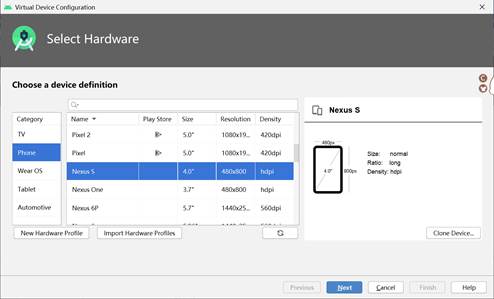 Virtual Device Configuration
Select Hardware
Choose a device definition
Category
TV
Phone
Wear OS
Tablet
Automotive
Name Play Store Size Resolution Density
Pixel 2 5.0" 1080x19... 420dpi
Pixel 5.0" 1080x19... 420dpi
Nexus S 4.0" 480x800 hdpi
Nexus One 3.7" 480x800 hdpi
Nexus 6P 5.7" 1440x25... 560dpi
New Hardware Profile Import Hardware Profiles
Nexus S
480px
4.0" 800px
Size: normal
Ratio: long
Density: hdpi
Clone Device...
Previous Next Cancel Finish Help